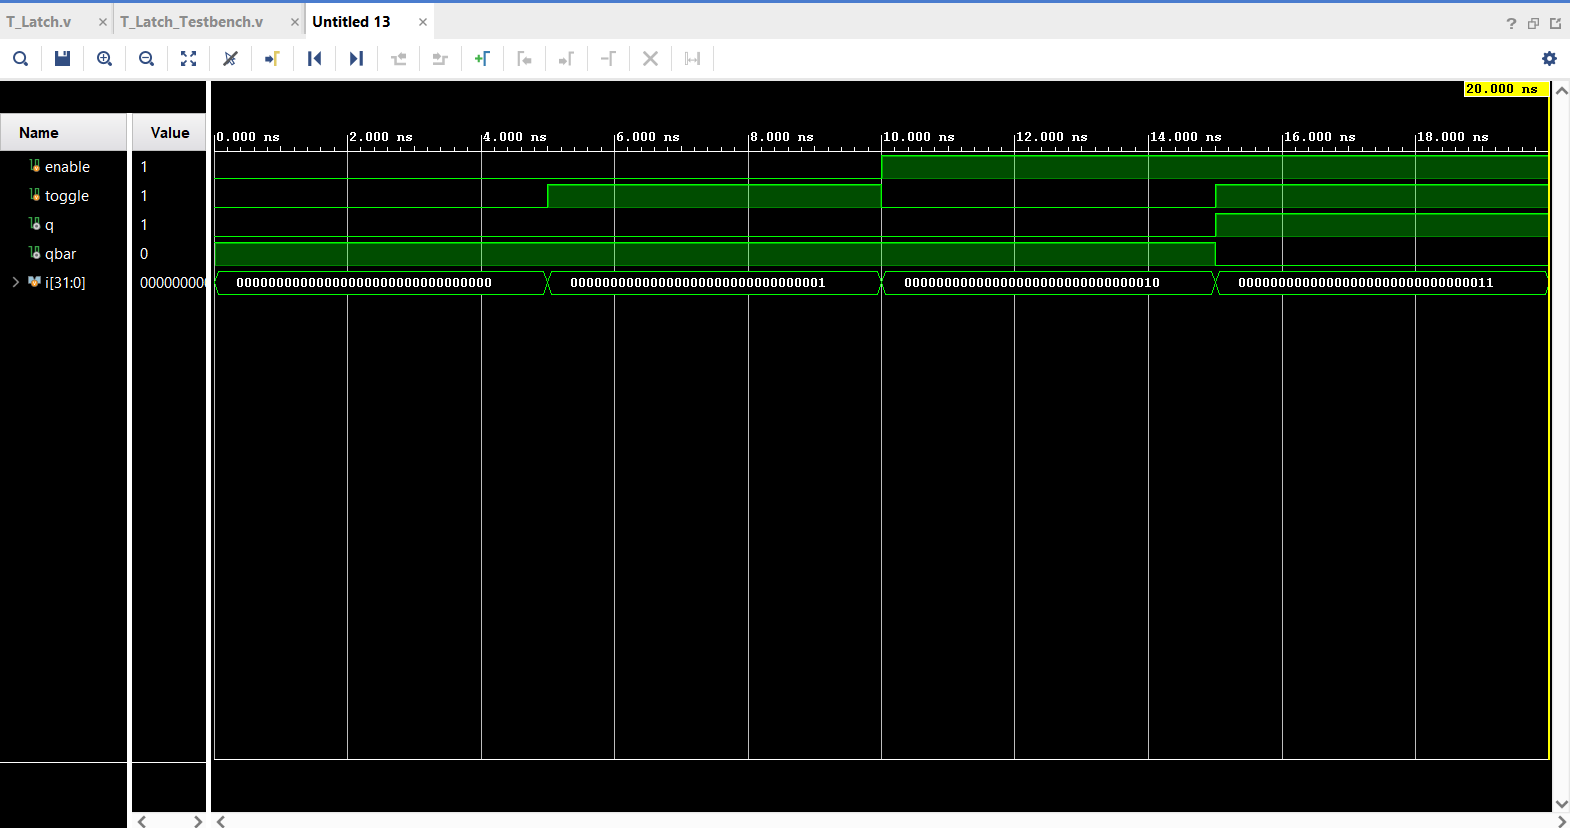 T_Latch.v × T_Latch_Testbench.v × Untitled 13 ×
?
20.000 ns
Name Value 0.000 ns 2.000 ns 4.000 ns 6.000 ns 8.000 ns 10.000 ns 12.000 ns 14.000 ns 16.000 ns 18.000 ns
enable 1
toggle 1
q 1
qbar 0
i[31:0] 000000000 00000000000000000000000000000000 00000000000000000000000000000001 00000000000000000000000000000010 00000000000000000000000000000011